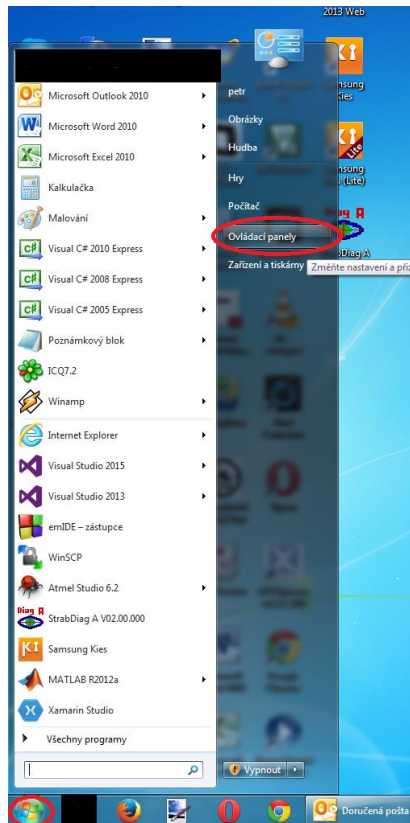 2013 Web
Microsoft Outlook 2010
Microsoft Word 2010
Microsoft Excel 2010
Kalkulačka
Malování
Visual C# 2010 Express
Visual C# 2008 Express
Visual C# 2005 Express
Poznámkový blok
ICQ7.2
Winamp
Internet Explorer
Visual Studio 2015
Visual Studio 2013
emIDE – zástupce
WinSCP
Atmel Studio 6.2
StrabDiag A V02.00.000
Samsung Kies
MATLAB R2012a
Xamarin Studio
Všechny programy
petr
Obrázky
Hudba
Hry
Počítač
Ovládací panely
Zařízení a tiskárny
Změňte nastavení a při
Vypnout
Kies
(Lite)
Doručená pošta